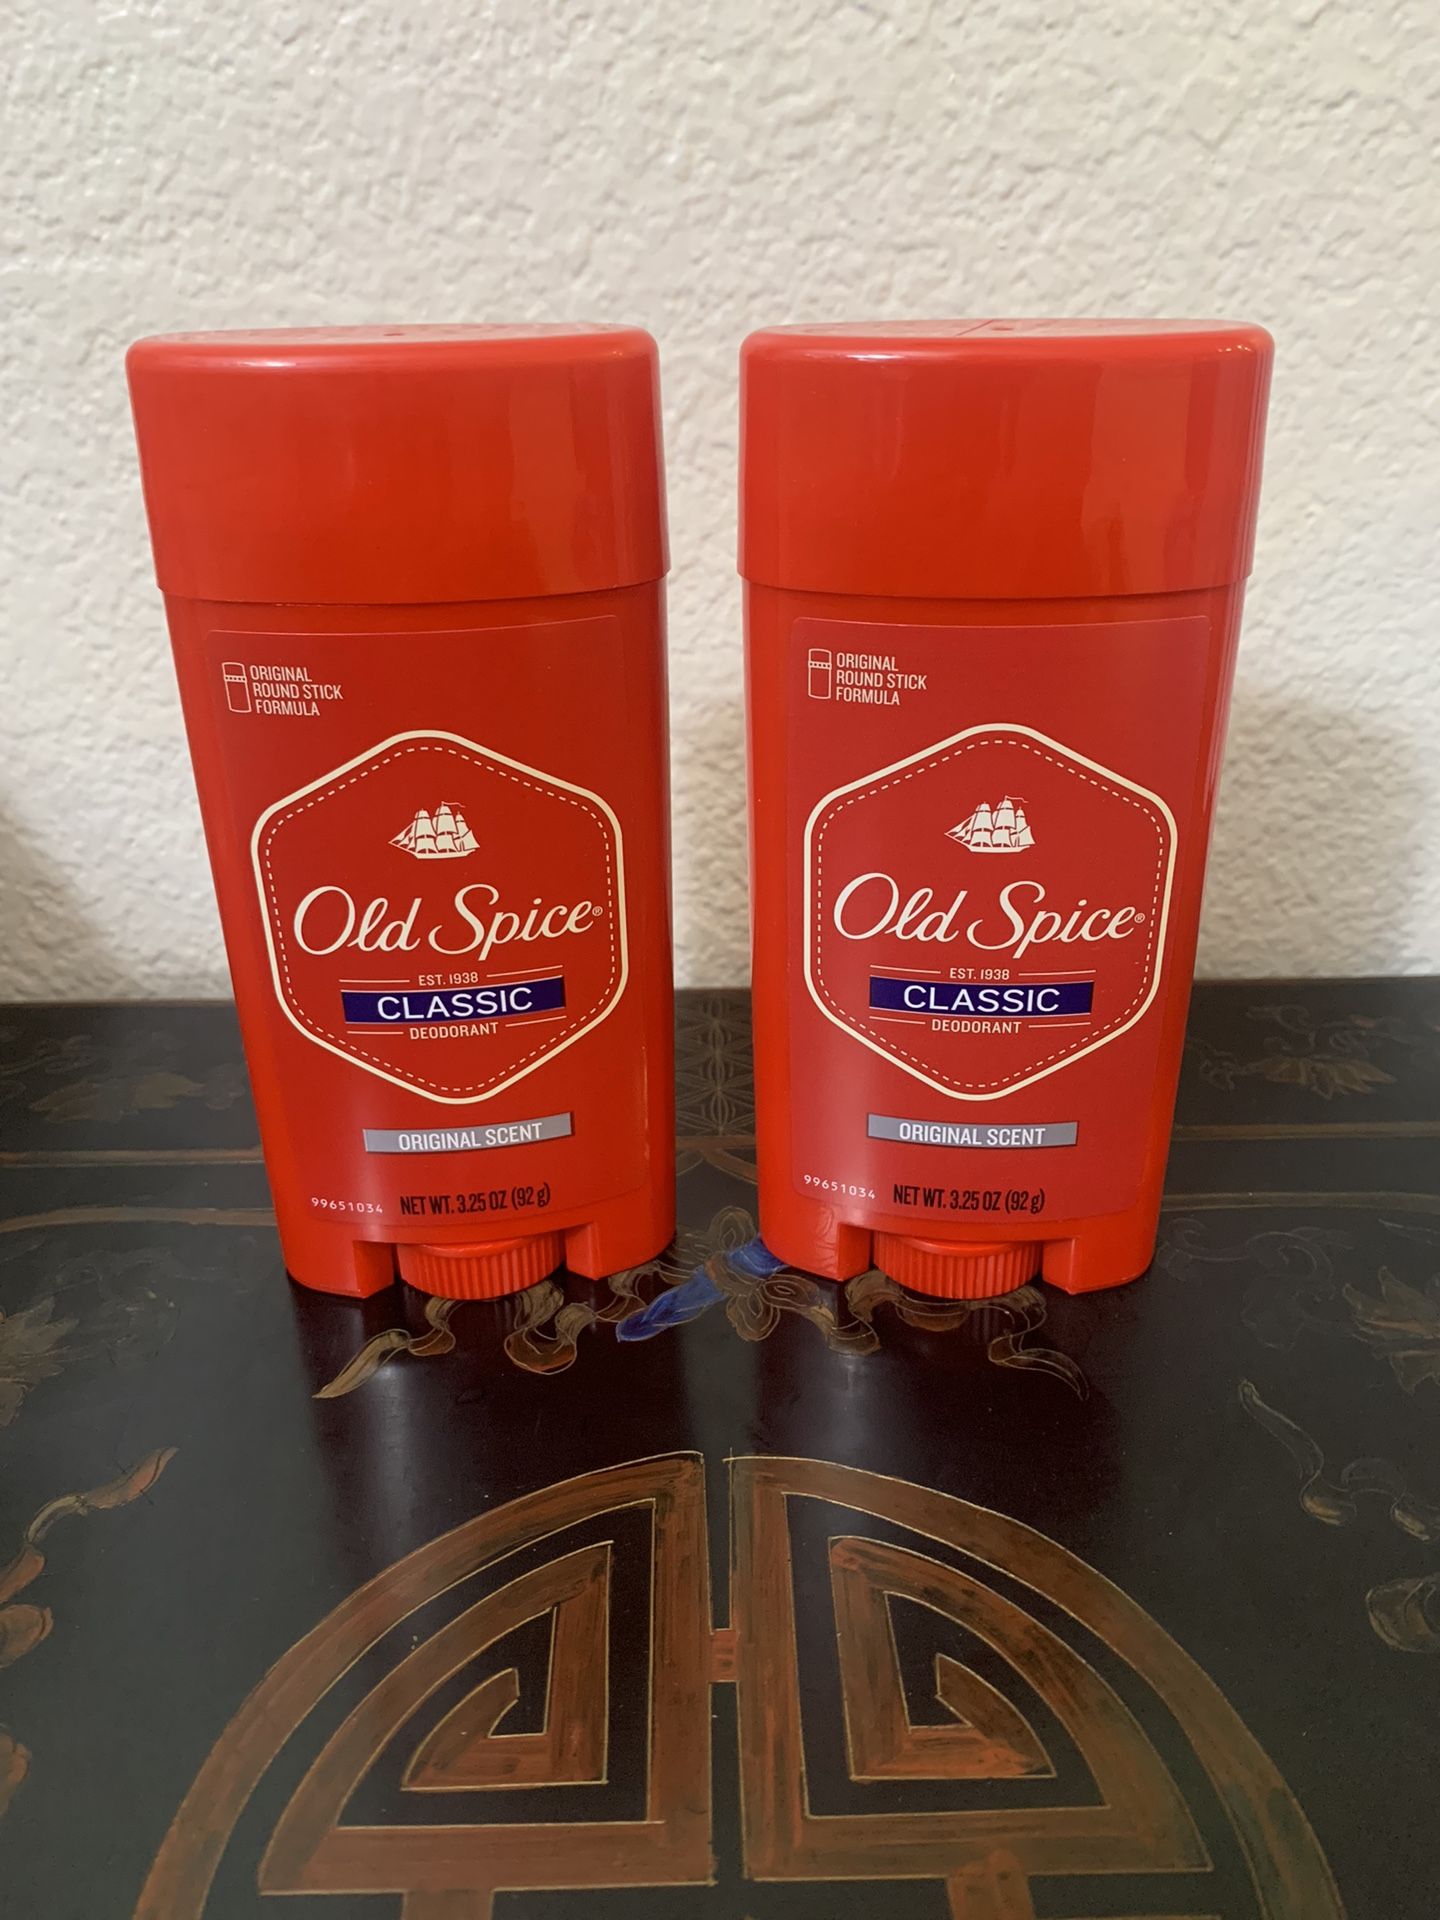 ORIGINAL
ROUND STICK
FORMULA
Old Spice®
EST. 1938
CLASSIC
DEODORANT
ORIGINAL SCENT
99651034 NET WT. 3.25 OZ (92 g)
ORIGINAL
ROUND STICK
FORMULA
Old Spice®
EST. 1938
CLASSIC
DEODORANT
ORIGINAL SCENT
99651034 NET WT. 3.25 OZ (92 g)